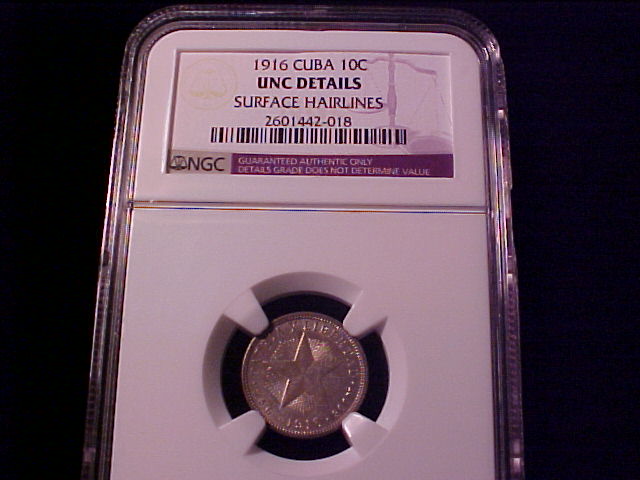 1916 CUBA 10C
UNC DETAILS
SURFACE HAIRLINES
2601442-018
NGC
GUARANTEED AUTHENTIC ONLY
DETAILS GRADE DOES NOT DETERMINE VALUE
1916